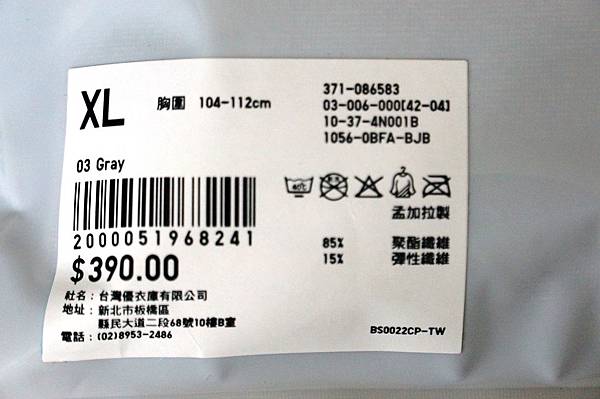 XL 胸圍 104-112cm
371-086583
03-006-000[42-04]
10-37-4N001B
1056-0BFA-BJB
03 Gray
2000051968241
$390.00
40℃
孟加拉製
85% 聚酯纖維
15% 彈性纖維
社名：台灣優衣庫有限公司
地址：新北市板橋區
縣民大道二段68號10樓B室
電話：(02)8953-2486
BS0022CP-TW